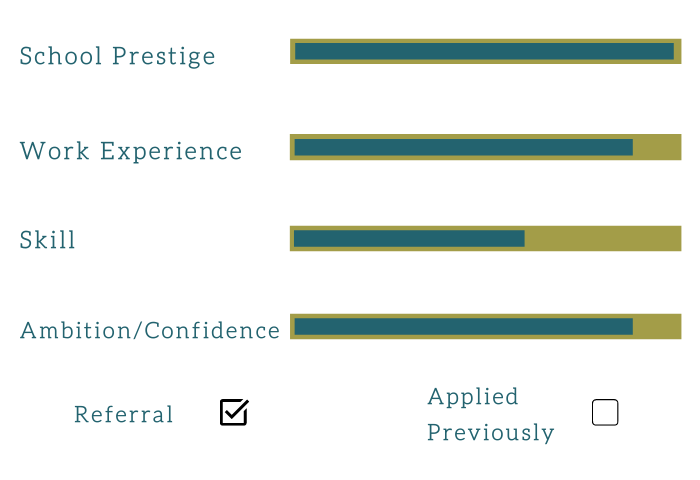 School Prestige
Work Experience
Skill
Ambition/Confidence
Referral
Applied
Previously